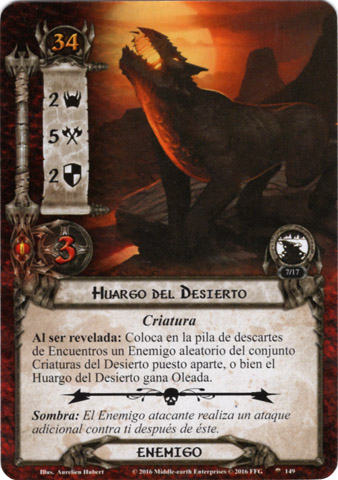 34
2
5
2
3
7/17
Huargo del Desierto
Criatura
Al ser revelada: Coloca en la pila de descartes
de Encuentros un Enemigo aleatorio del conjunto
Criaturas del Desierto puesto aparte, o bien el
Huargo del Desierto gana Oleada.
Sombra: El Enemigo atacante realiza un ataque
adicional contra ti después de éste.
ENEMIGO
Illus. Aurelien Hubert © 2016 Middle-earth Enterprises © 2016 FFG 149